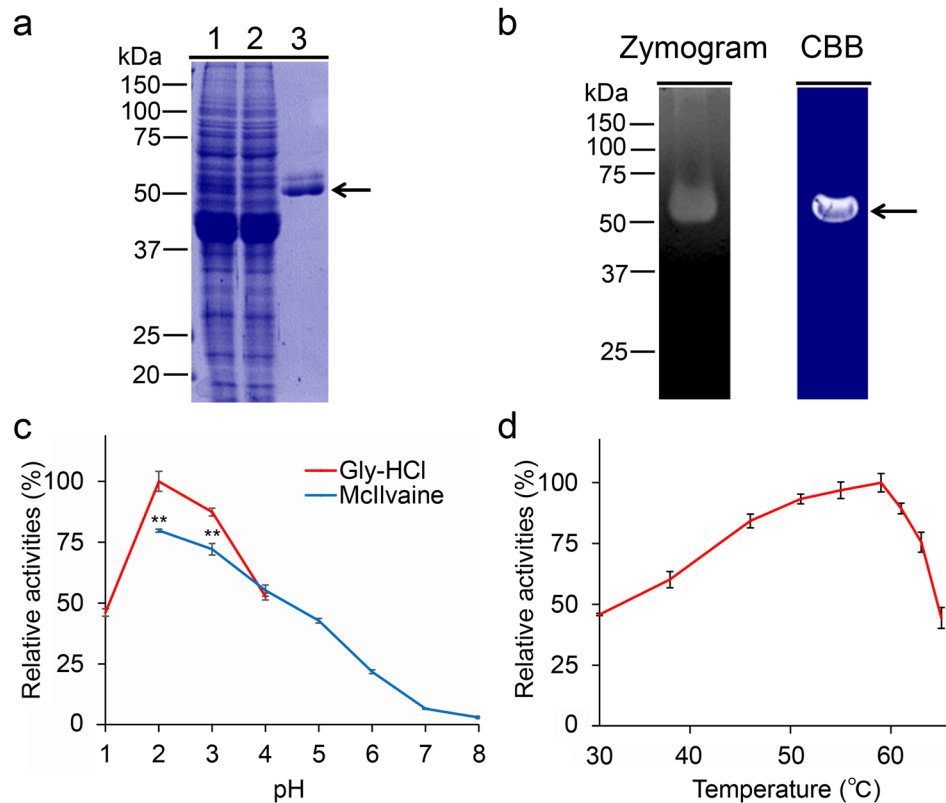 a
kDa
1 2 3
150
100
75
50
37
25
20
b
Zymogram CBB
kDa
150
100
75
50
37
25
c
Relative activities (%)
100
75
50
25
0
Gly-HCl
McIlvaine
**
**
1 2 3 4 5 6 7 8
pH
d
Relative activities (%)
100
75
50
25
0
30 40 50 60
Temperature (℃)